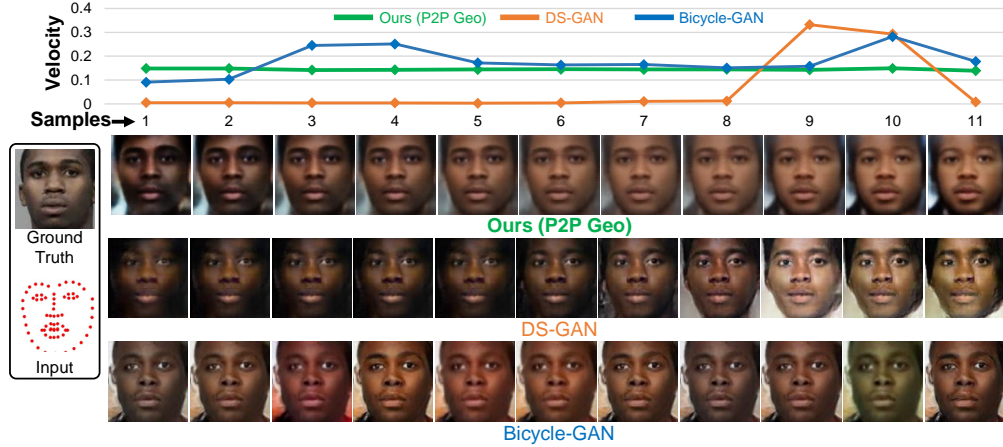 Ours (P2P Geo) DS-GAN Bicycle-GAN
Velocity
0.4
0.3
0.2
0.1
0
Samples 1 2 3 4 5 6 7 8 9 10 11
Ground
Truth
Input
Ours (P2P Geo)
DS-GAN
Bicycle-GAN